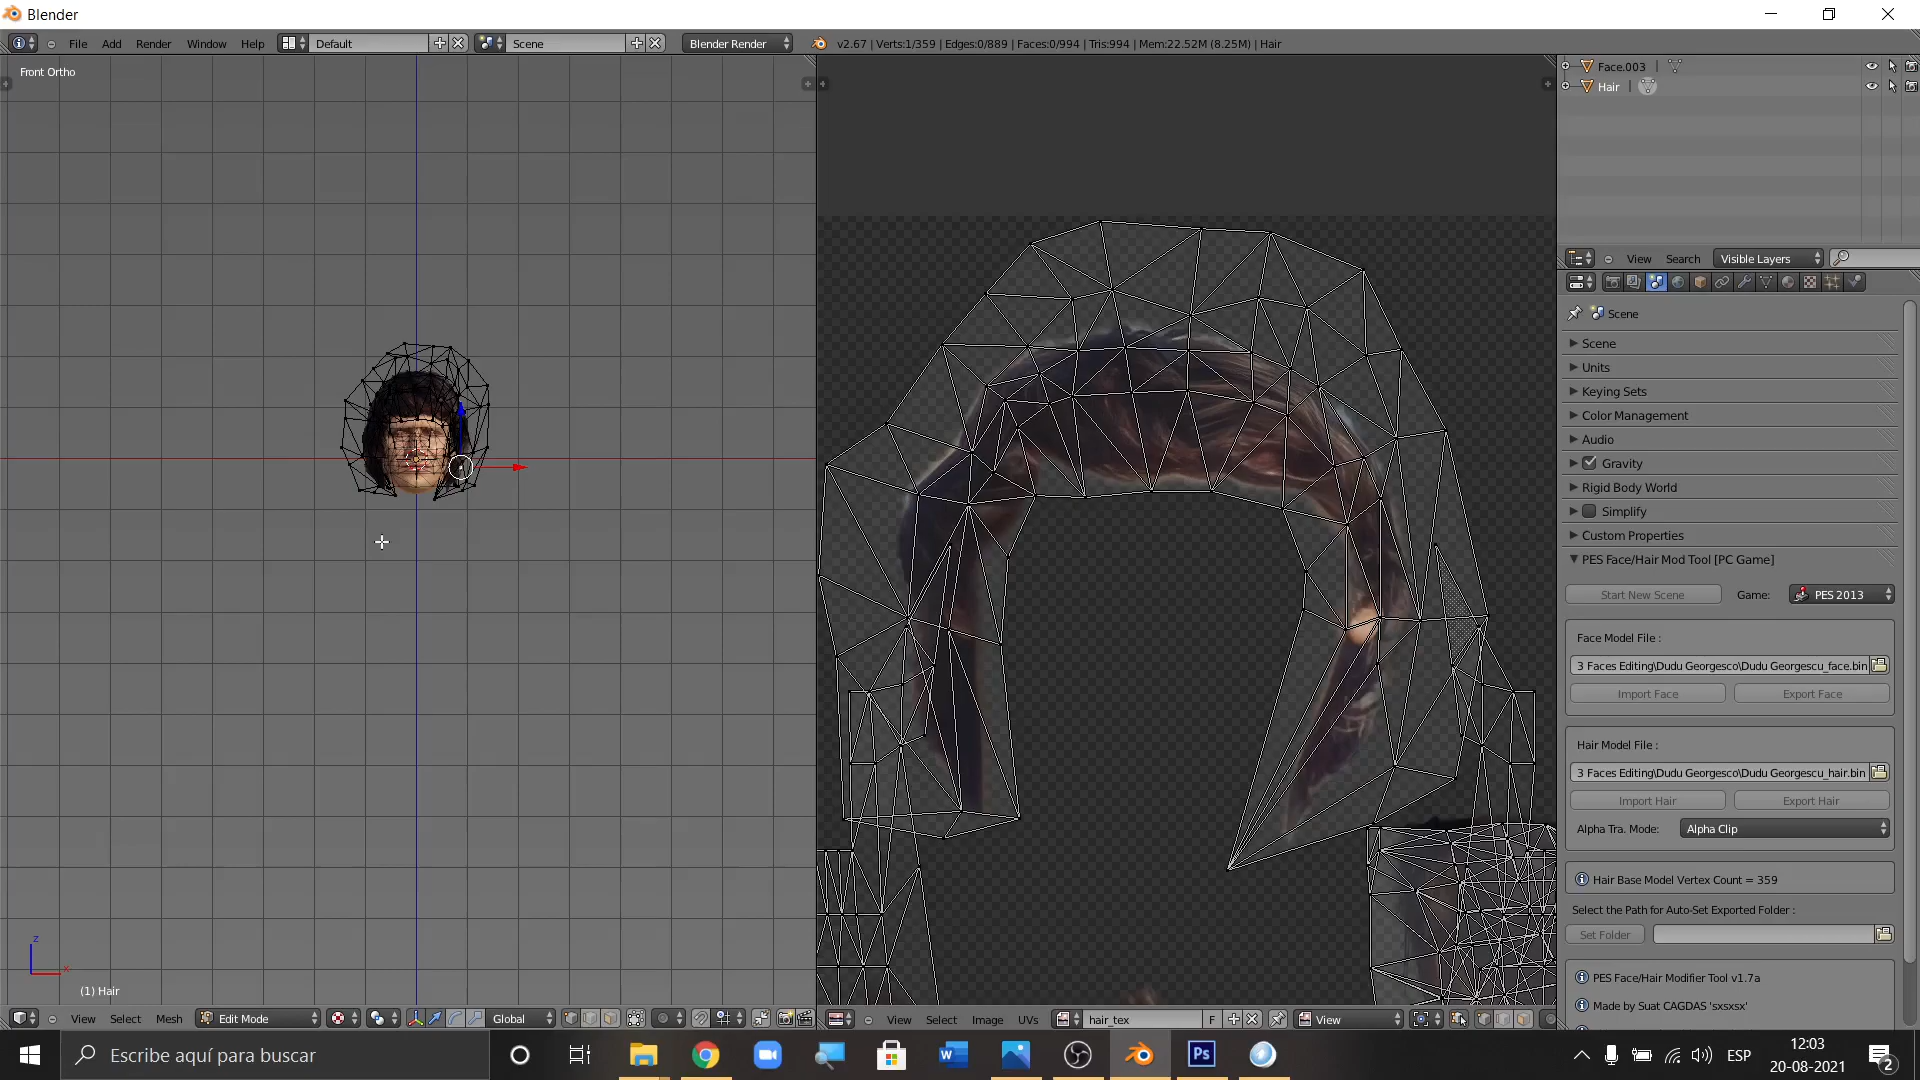 Blender
File Add Render Window Help Default Scene Blender Render v2.67 | Verts:1/359 | Edges:0/889 | Faces:0/994 | Tris:994 | Mem:22.52M (8.25M) | Hair
Front Ortho
Face.003
Hair
View Search Visible Layers
Scene
Scene
Units
Keying Sets
Color Management
Audio
Gravity
Rigid Body World
Simplify
Custom Properties
PES Face/Hair Mod Tool [PC Game]
Start New Scene Game: PES 2013
Face Model File :
3 Faces Editing\Dudu Georgesco\Dudu Georgescu_face.bin
Import Face Export Face
Hair Model File :
3 Faces Editing\Dudu Georgesco\Dudu Georgescu_hair.bin
Import Hair Export Hair
Alpha Tra. Mode: Alpha Clip
Hair Base Model Vertex Count = 359
Select the Path for Auto-Set Exported Folder :
Set Folder
PES Face/Hair Modifier Tool v1.7a
Made by Suat CAGDAS 'sxsxsx'
z
x
(1) Hair
View Select Mesh Edit Mode Global
View Select Image UVs hair_tex F View
Escribe aquí para buscar
ESP
12:03
20-08-2021
2